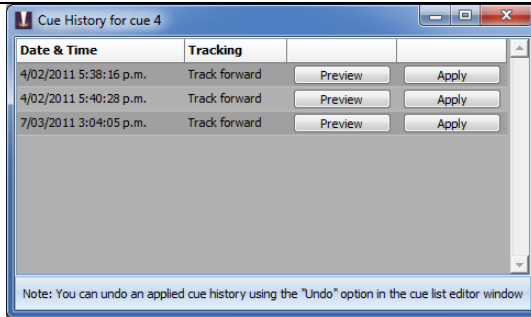 Cue History for cue 4
Date & Time Tracking
4/02/2011 5:38:16 p.m. Track forward Preview Apply
4/02/2011 5:40:28 p.m. Track forward Preview Apply
7/03/2011 3:04:05 p.m. Track forward Preview Apply
Note: You can undo an applied cue history using the "Undo" option in the cue list editor window